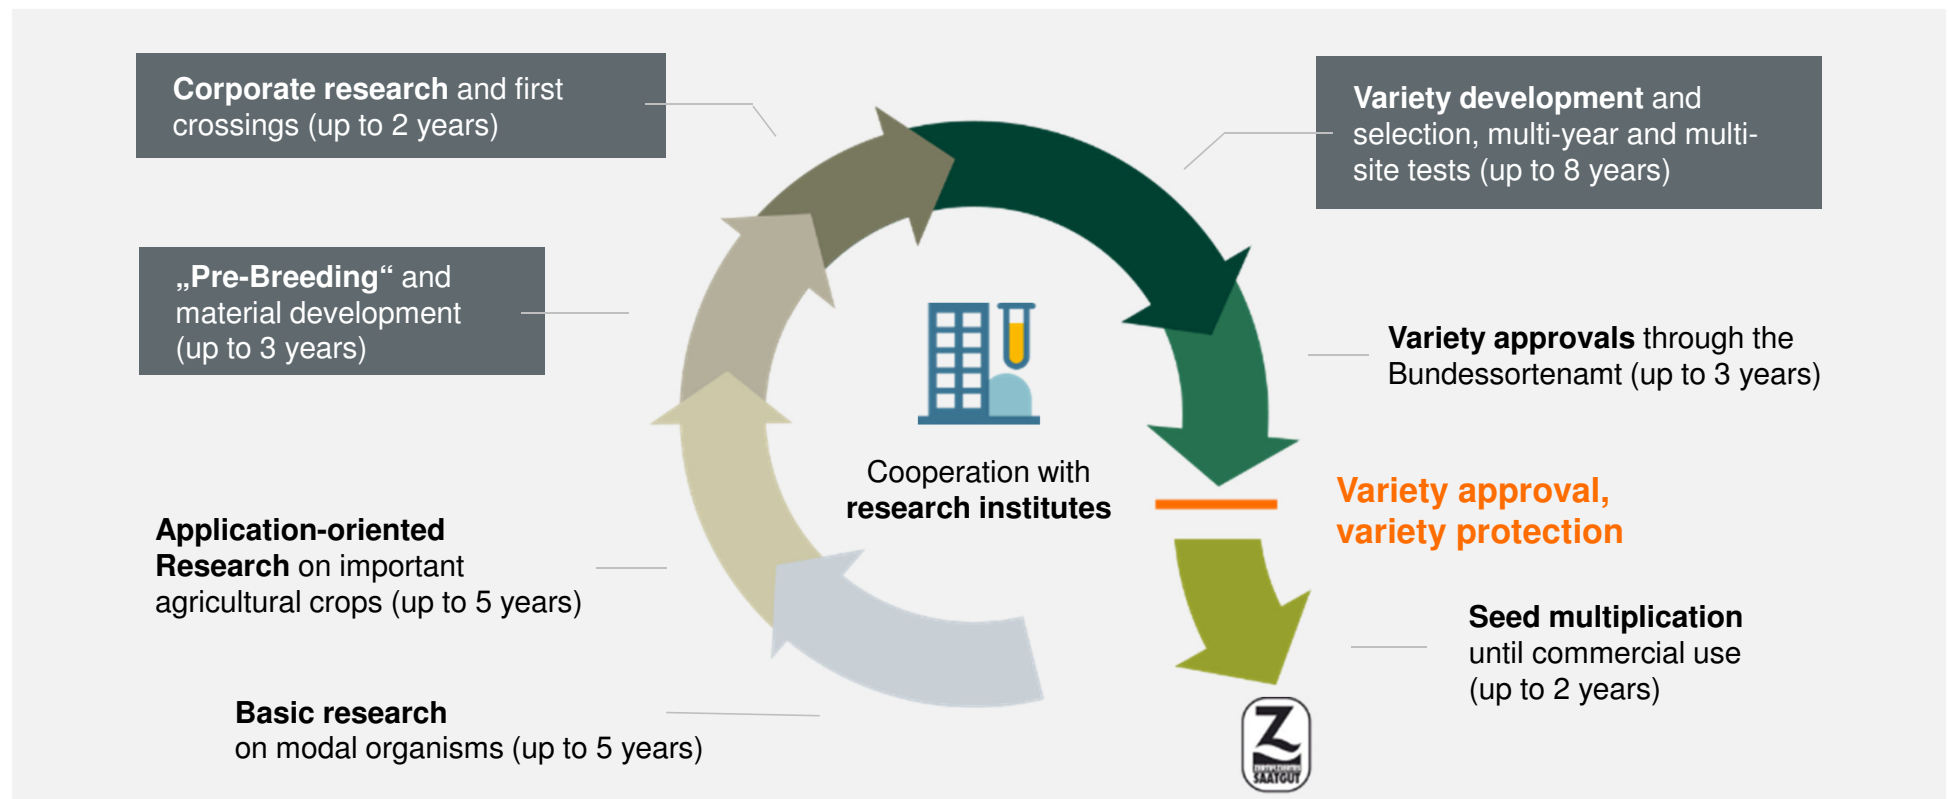 Corporate research and first
crossings (up to 2 years)
Variety development and
selection, multi-year and multi-
site tests (up to 8 years)
„Pre-Breeding“ and
material development
(up to 3 years)
Variety approvals through the
Bundessortenamt (up to 3 years)
Cooperation with
research institutes
Variety approval,
variety protection
Application-oriented
Research on important
agricultural crops (up to 5 years)
Seed multiplication
until commercial use
(up to 2 years)
Basic research
on modal organisms (up to 5 years)
Z
ZERTIFIZIERTES
SAATGUT